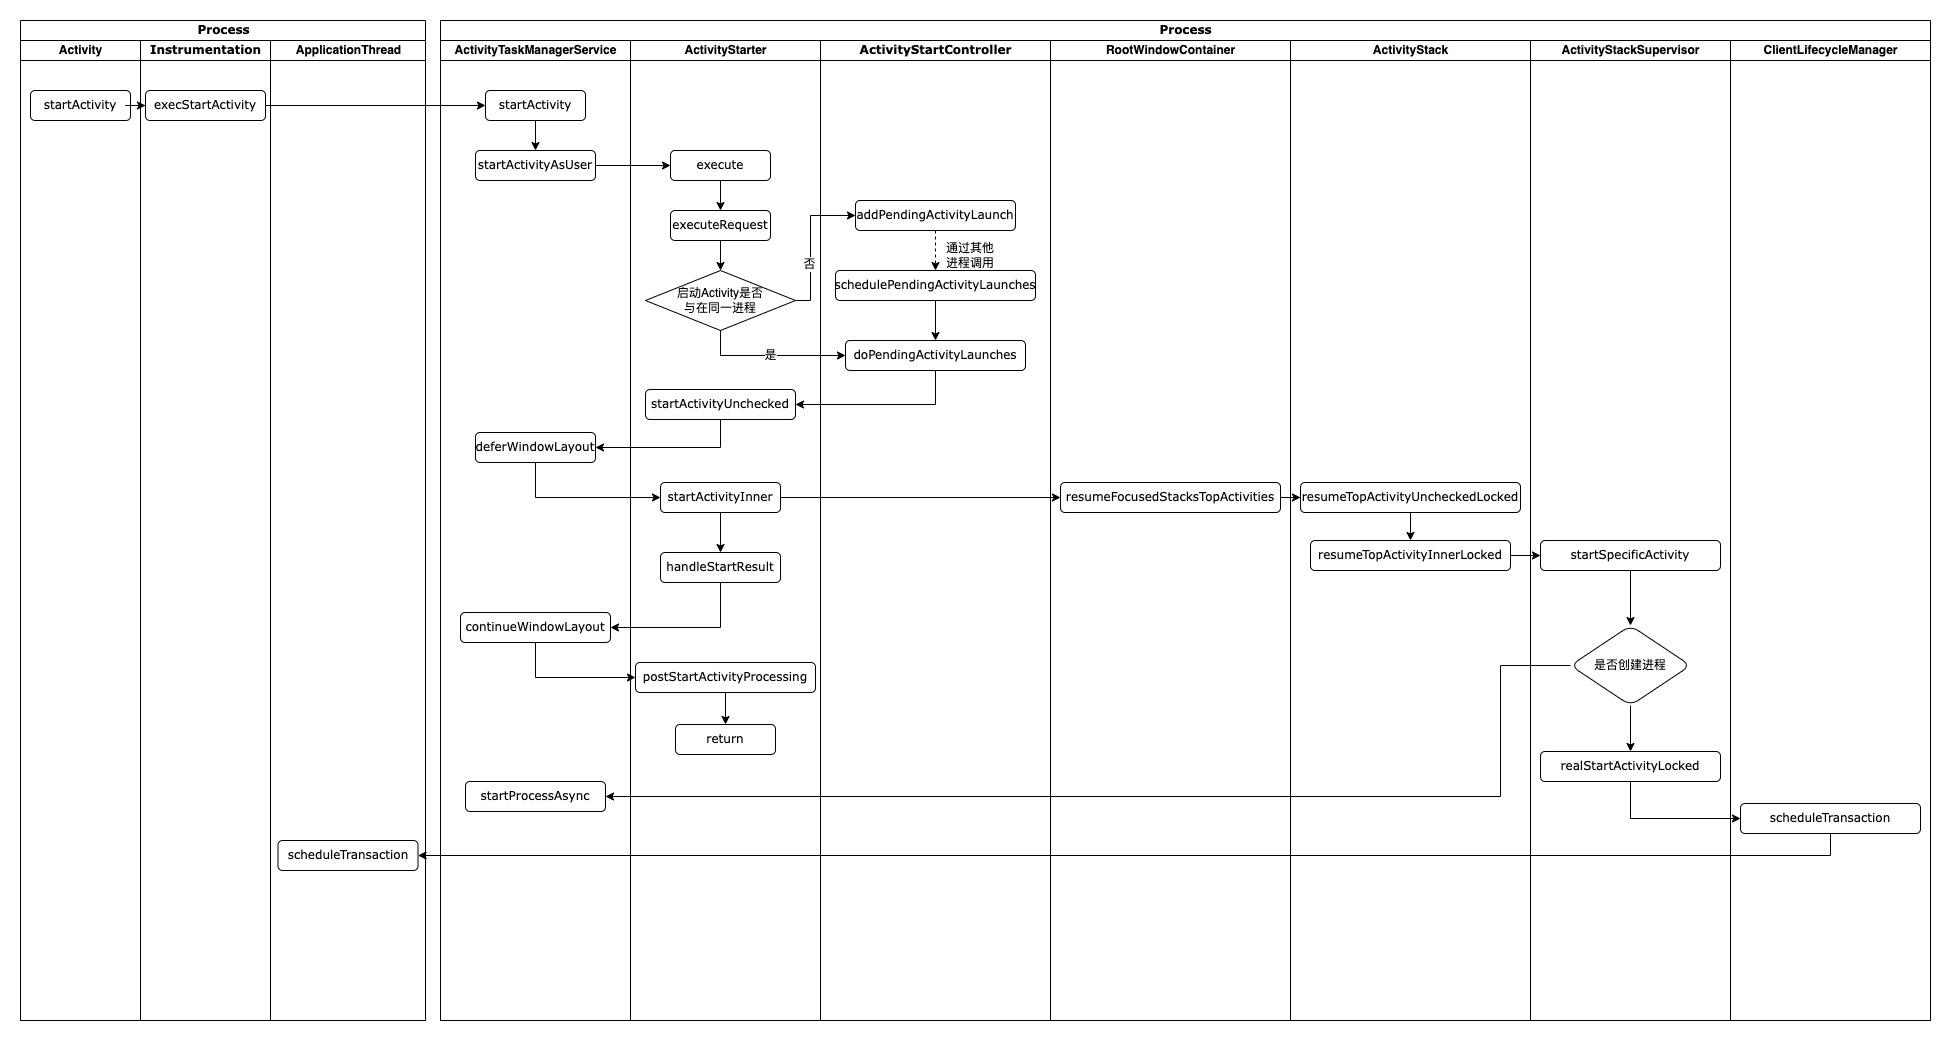 Process
Process
Activity
Instrumentation
ApplicationThread
ActivityTaskManagerService
ActivityStarter
ActivityStartController
RootWindowContainer
ActivityStack
ActivityStackSupervisor
ClientLifecycleManager
startActivity
execStartActivity
startActivity
startActivityAsUser
execute
executeRequest
addPendingActivityLaunch
通过其他
进程调用
否
schedulePendingActivityLaunches
启动Activity是否
与在同一进程
是
doPendingActivityLaunches
startActivityUnchecked
deferWindowLayout
startActivityInner
resumeFocusedStacksTopActivities
resumeTopActivityUncheckedLocked
resumeTopActivityInnerLocked
startSpecificActivity
handleStartResult
continueWindowLayout
是否创建进程
postStartActivityProcessing
return
realStartActivityLocked
startProcessAsync
scheduleTransaction
scheduleTransaction